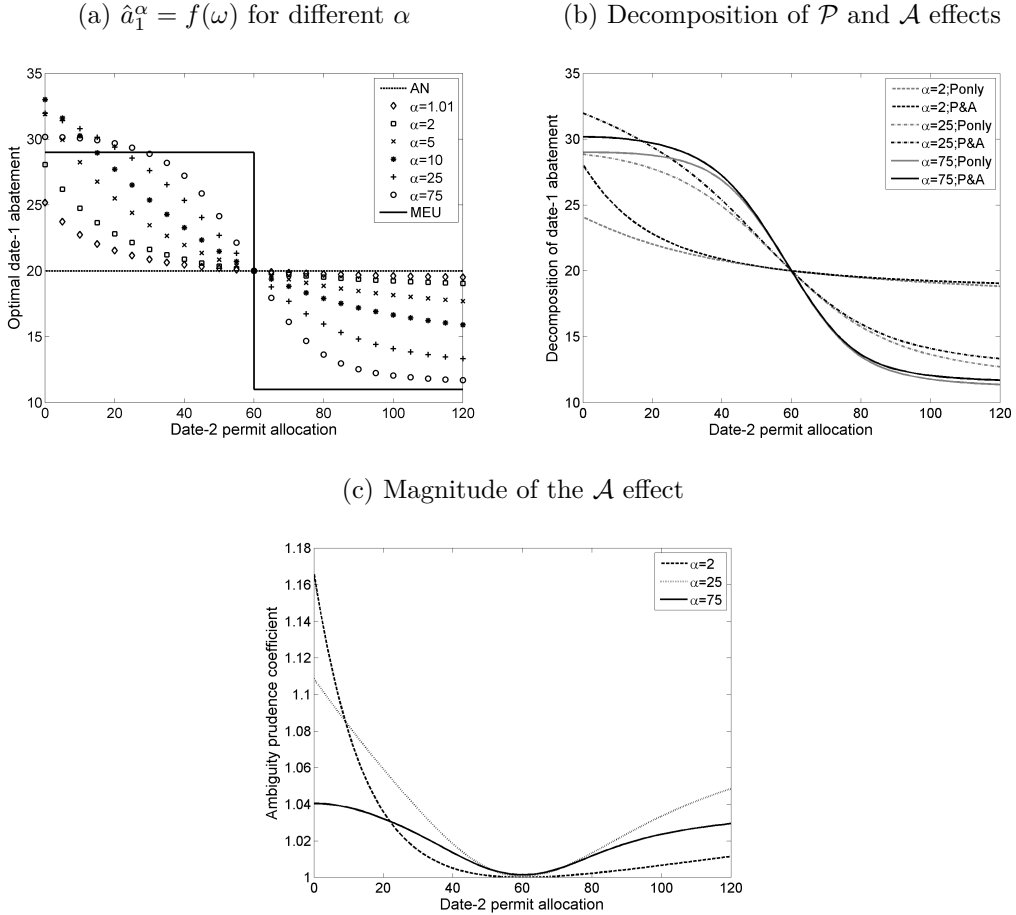 (a) â₁^α = f(ω) for different α
(b) Decomposition of 𝒫 and 𝒜 effects
35
30
25
20
15
10
0
20
40
60
80
100
120
Optimal date-1 abatement
Date-2 permit allocation
AN
α=1.01
α=2
α=5
α=10
α=25
α=75
MEU
35
30
25
20
15
10
0
20
40
60
80
100
120
Decomposition of date-1 abatement
Date-2 permit allocation
α=2;Ponly
α=2;P&A
α=25;Ponly
α=25;P&A
α=75;Ponly
α=75;P&A
(c) Magnitude of the 𝒜 effect
1.18
1.16
1.14
1.12
1.1
1.08
1.06
1.04
1.02
1
0
20
40
60
80
100
120
Ambiguity prudence coefficient
Date-2 permit allocation
α=2
α=25
α=75